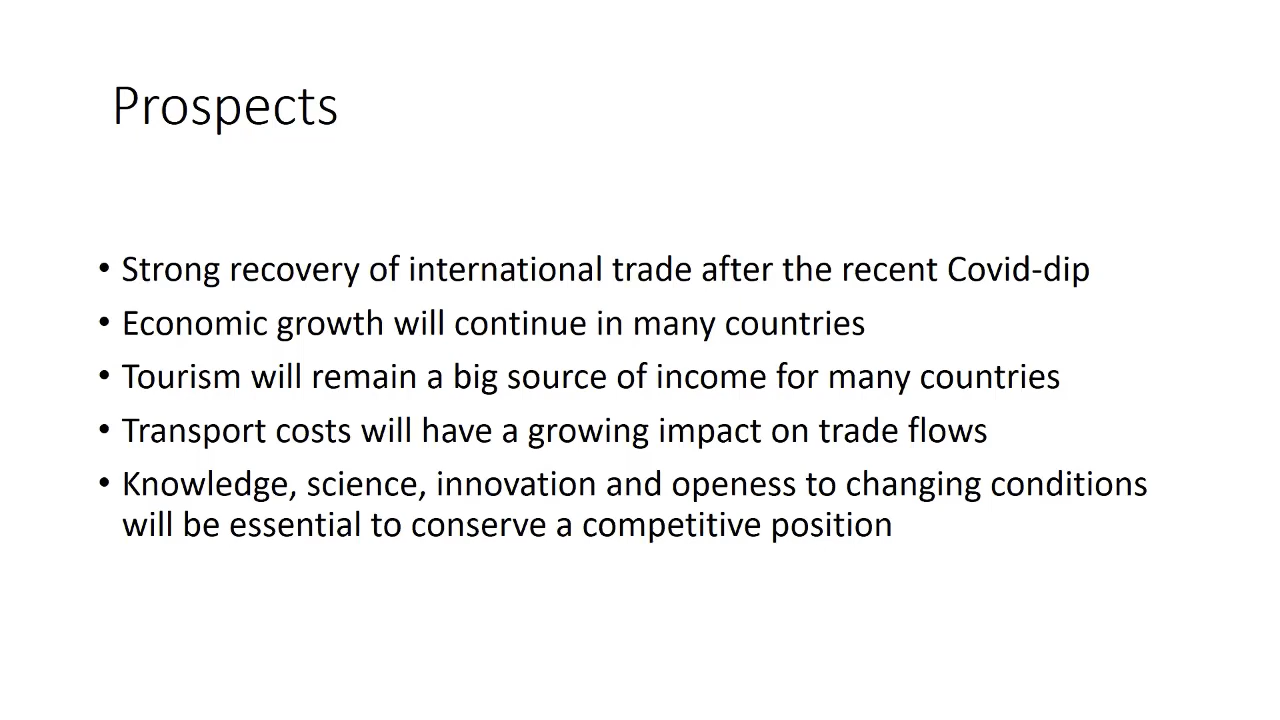 Prospects
• Strong recovery of international trade after the recent Covid-dip
• Economic growth will continue in many countries
• Tourism will remain a big source of income for many countries
• Transport costs will have a growing impact on trade flows
• Knowledge, science, innovation and openess to changing conditions
will be essential to conserve a competitive position